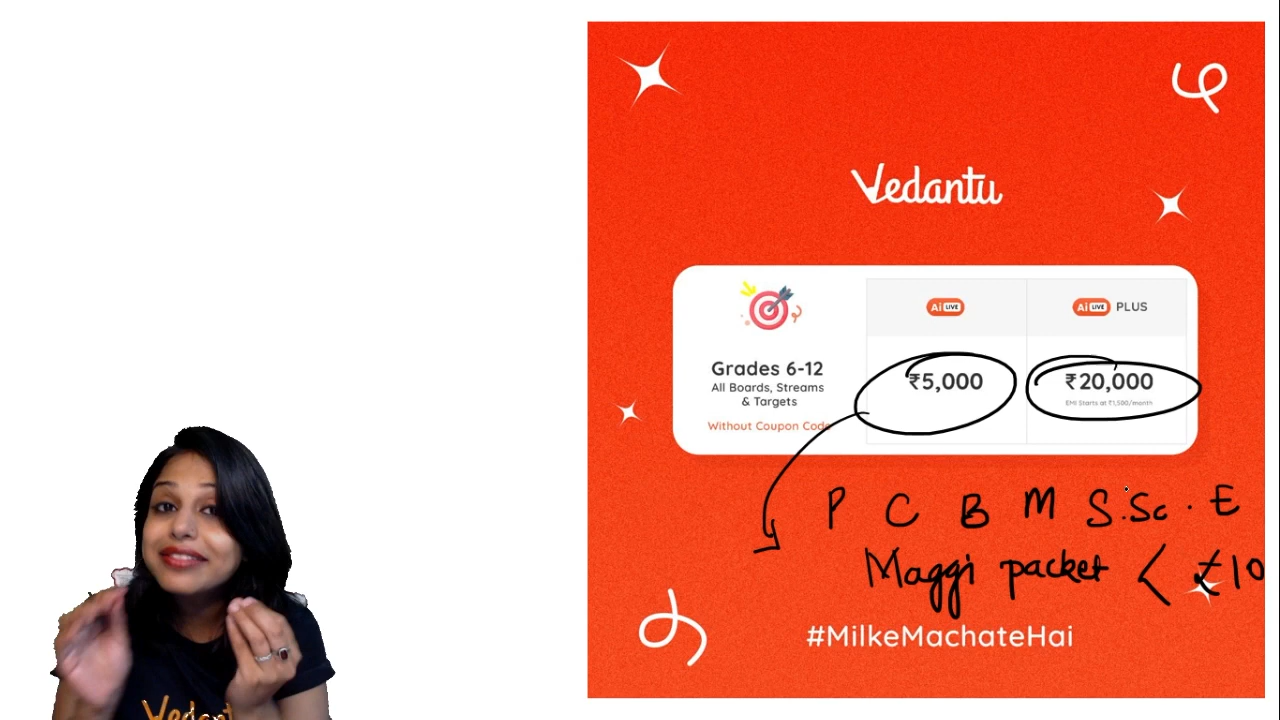 Vedantu
Ai LIVE
Ai LIVE PLUS
Grades 6-12
All Boards, Streams
& Targets
Without Coupon Code
₹5,000
₹20,000
EMI Starts at ₹1,500/month
P C B M S.Sc. E
Maggi packet < ₹10
#MilkeMachateHai
Vedant